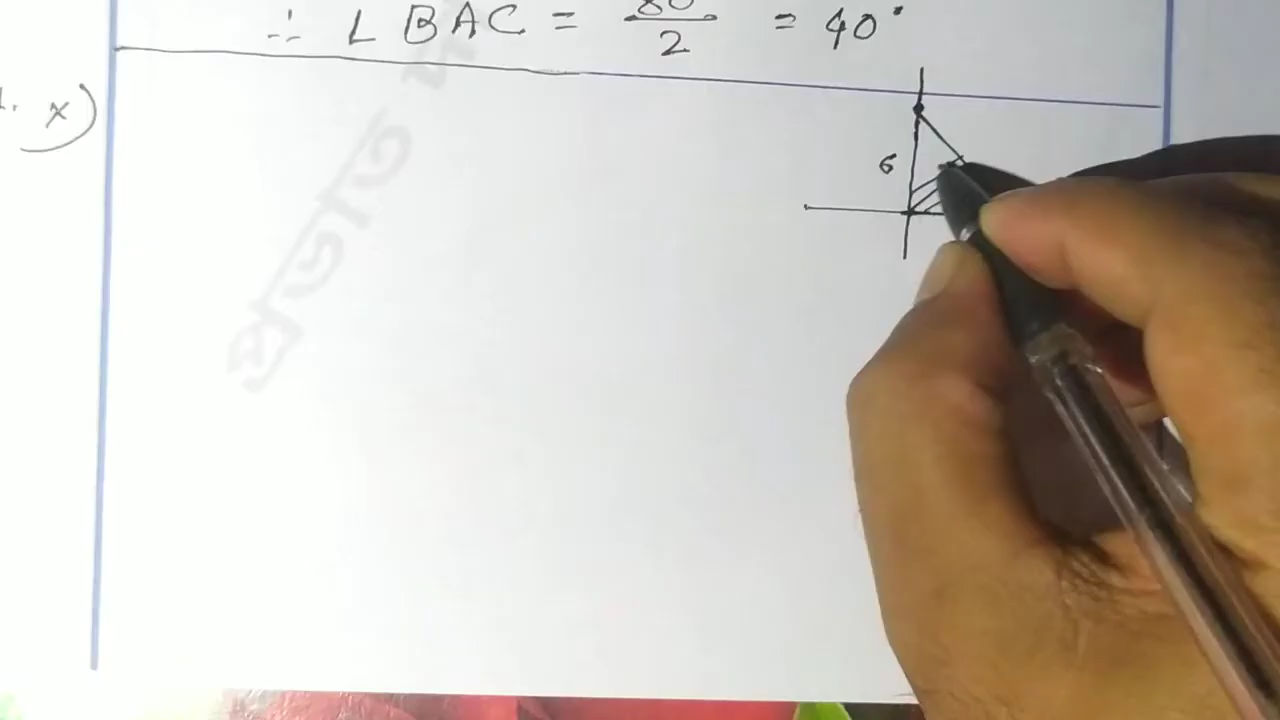 ∴ ∠ BAC = 80/2 = 40°
x)
6